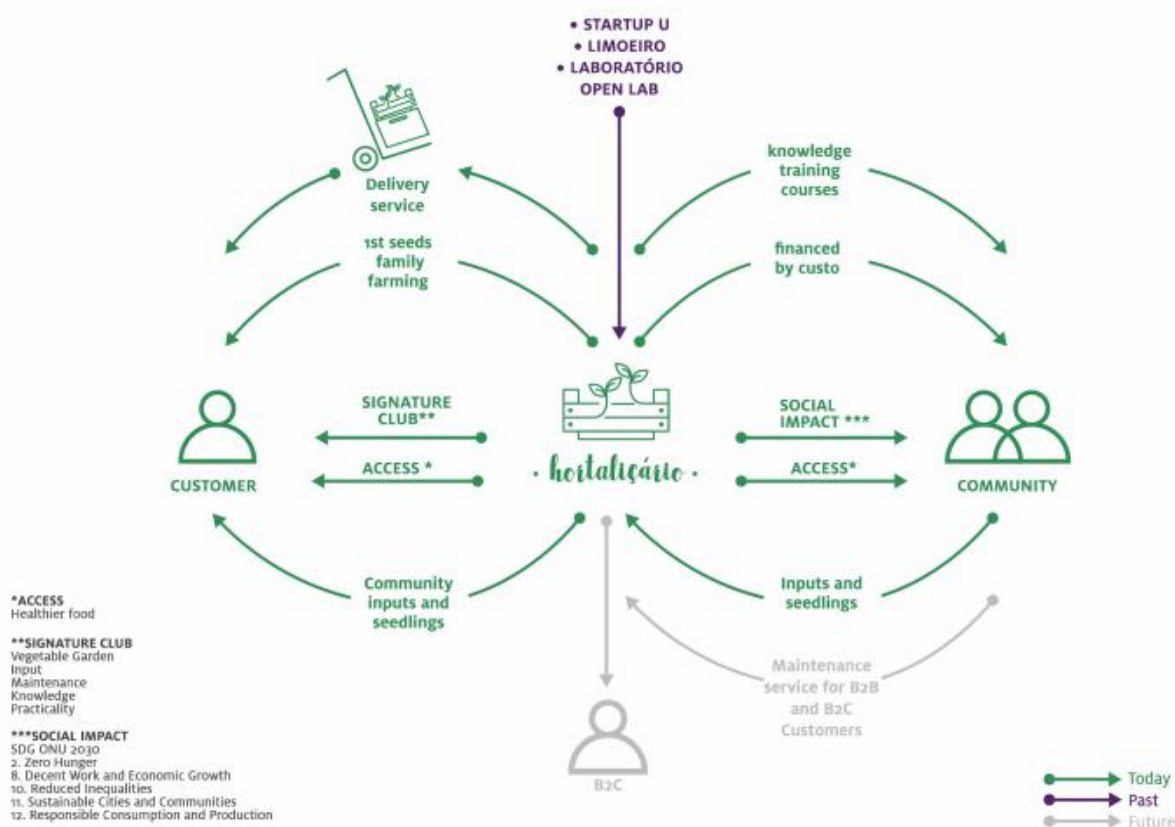 • STARTUP U
• LIMOEIRO
• LABORATÓRIO
OPEN LAB
Delivery
service
knowledge
training
courses
1st seeds
family
farming
financed
by custo
SIGNATURE
CLUB**
ACCESS *
CUSTOMER
• hortaliçário •
SOCIAL
IMPACT ***
ACCESS*
COMMUNITY
Community
inputs and
seedlings
Inputs and
seedlings
Maintenance
service for B2B
and B2C
Customers
B2C
*ACCESS
Healthier food
**SIGNATURE CLUB
Vegetable Garden
Input
Maintenance
Knowledge
Practicality
***SOCIAL IMPACT
SDG ONU 2030
2. Zero Hunger
8. Decent Work and Economic Growth
10. Reduced Inequalities
11. Sustainable Cities and Communities
12. Responsible Consumption and Production
Today
Past
Future